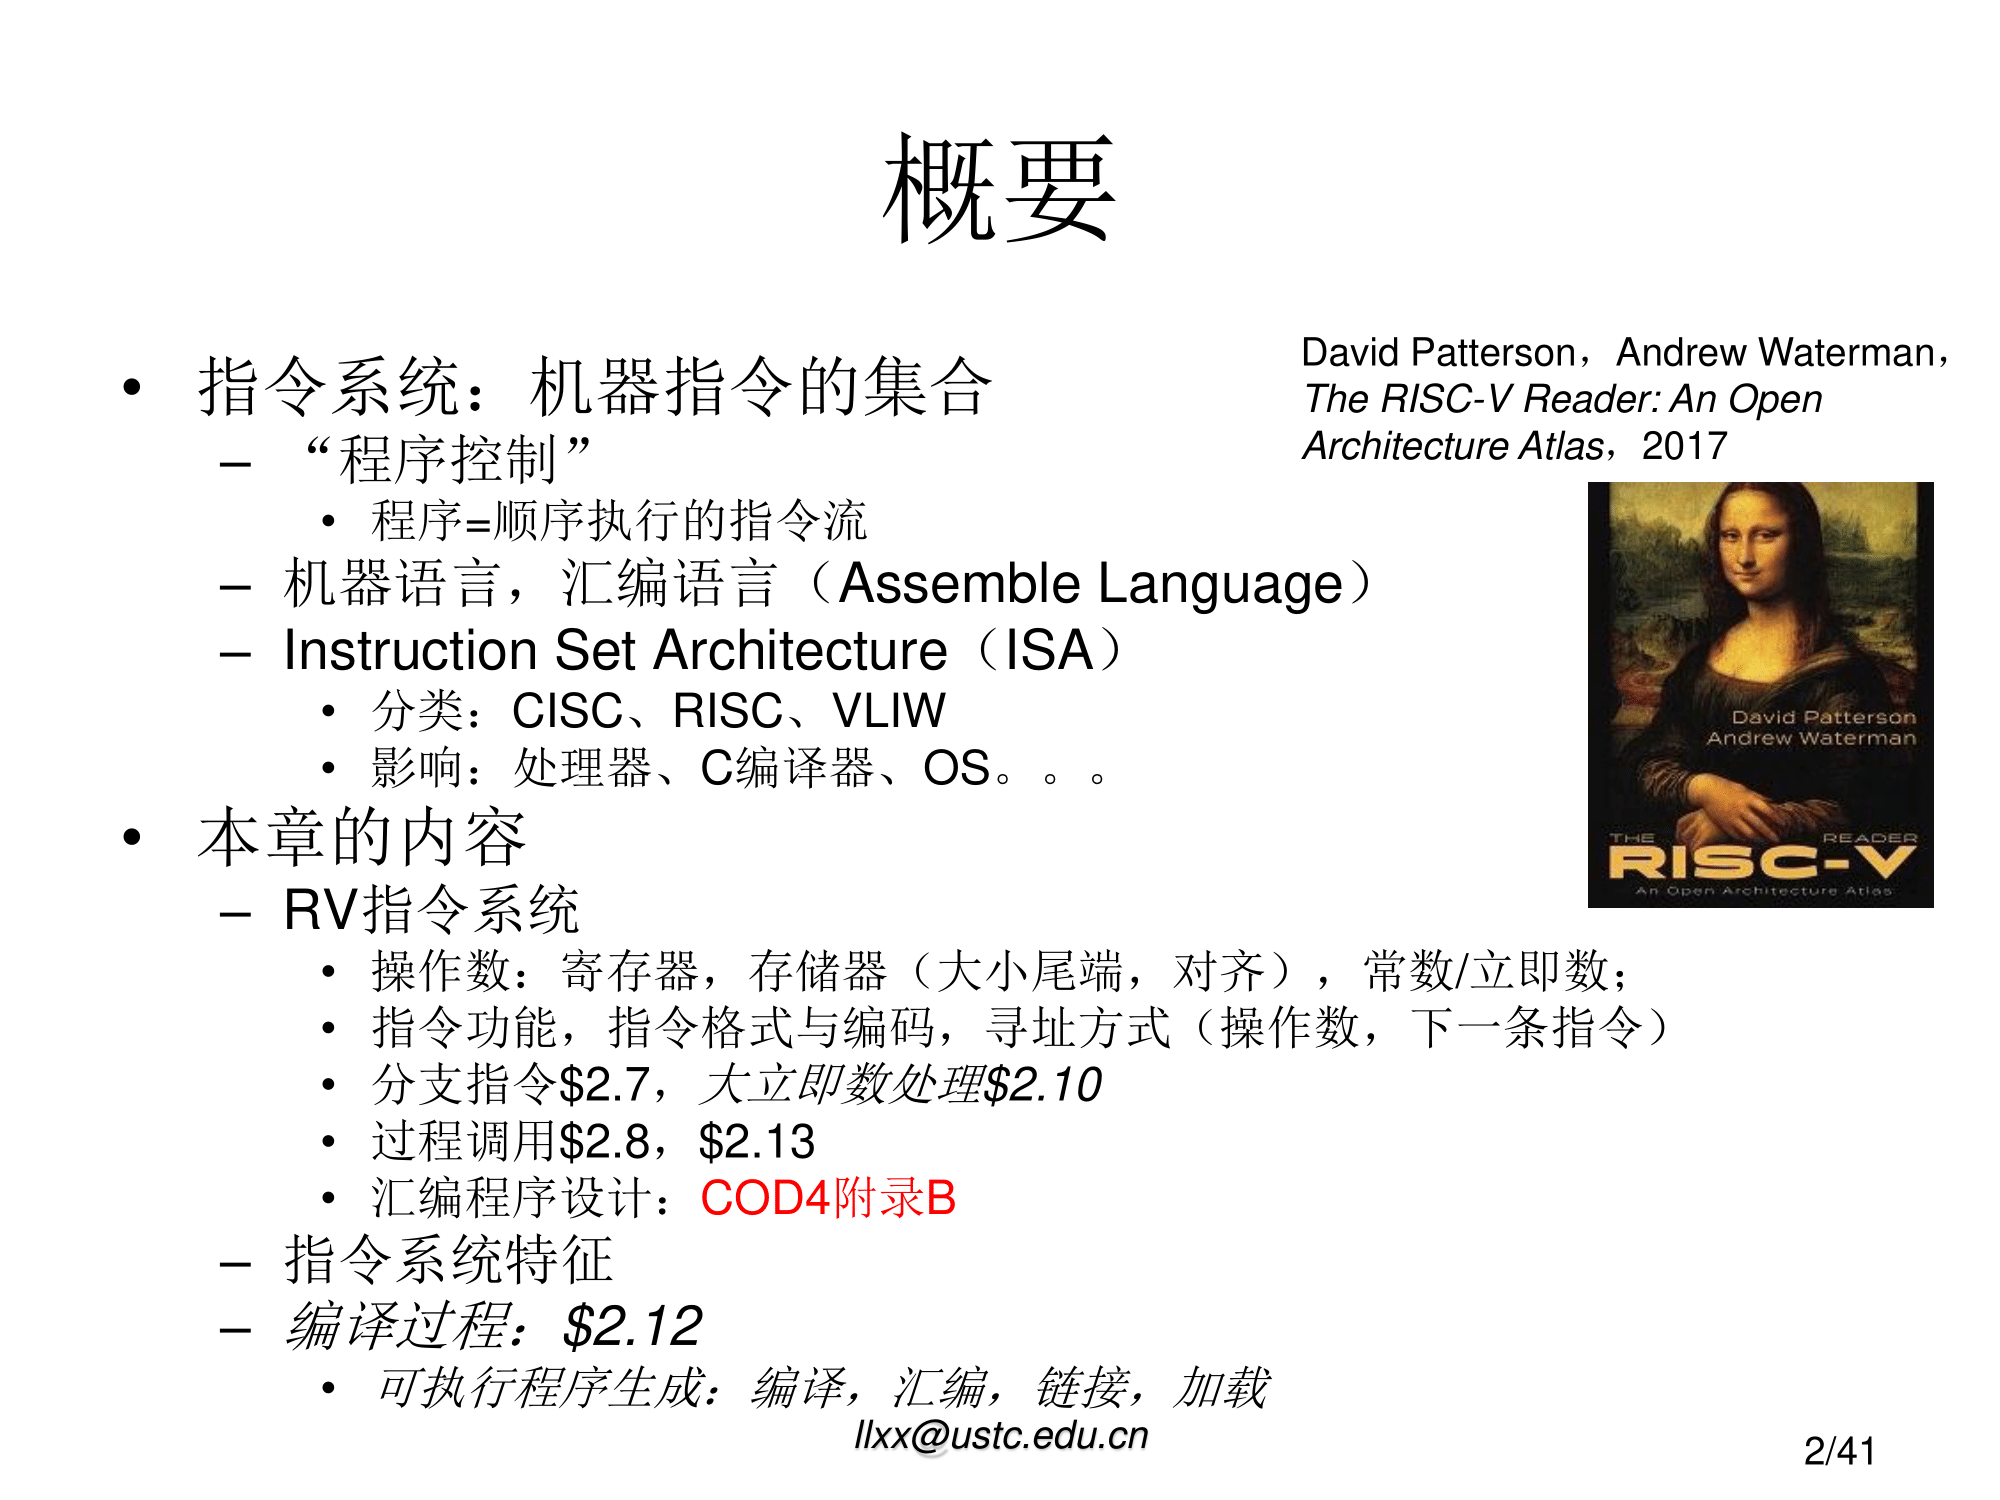 概要
• 指令系统：机器指令的集合
– “程序控制”
• 程序=顺序执行的指令流
– 机器语言，汇编语言（Assemble Language）
– Instruction Set Architecture（ISA）
• 分类：CISC、RISC、VLIW
• 影响：处理器、C编译器、OS。。。
• 本章的内容
– RV指令系统
• 操作数：寄存器，存储器（大小尾端，对齐），常数/立即数；
• 指令功能，指令格式与编码，寻址方式（操作数，下一条指令）
• 分支指令$2.7，大立即数处理$2.10
• 过程调用$2.8，$2.13
• 汇编程序设计：COD4附录B
– 指令系统特征
– 编译过程：$2.12
• 可执行程序生成：编译，汇编，链接，加载
David Patterson，Andrew Waterman，
The RISC-V Reader: An Open
Architecture Atlas，2017
David Patterson
Andrew Waterman
THE READER
RISC-V
An Open Architecture Atlas
llxx@ustc.edu.cn
2/41